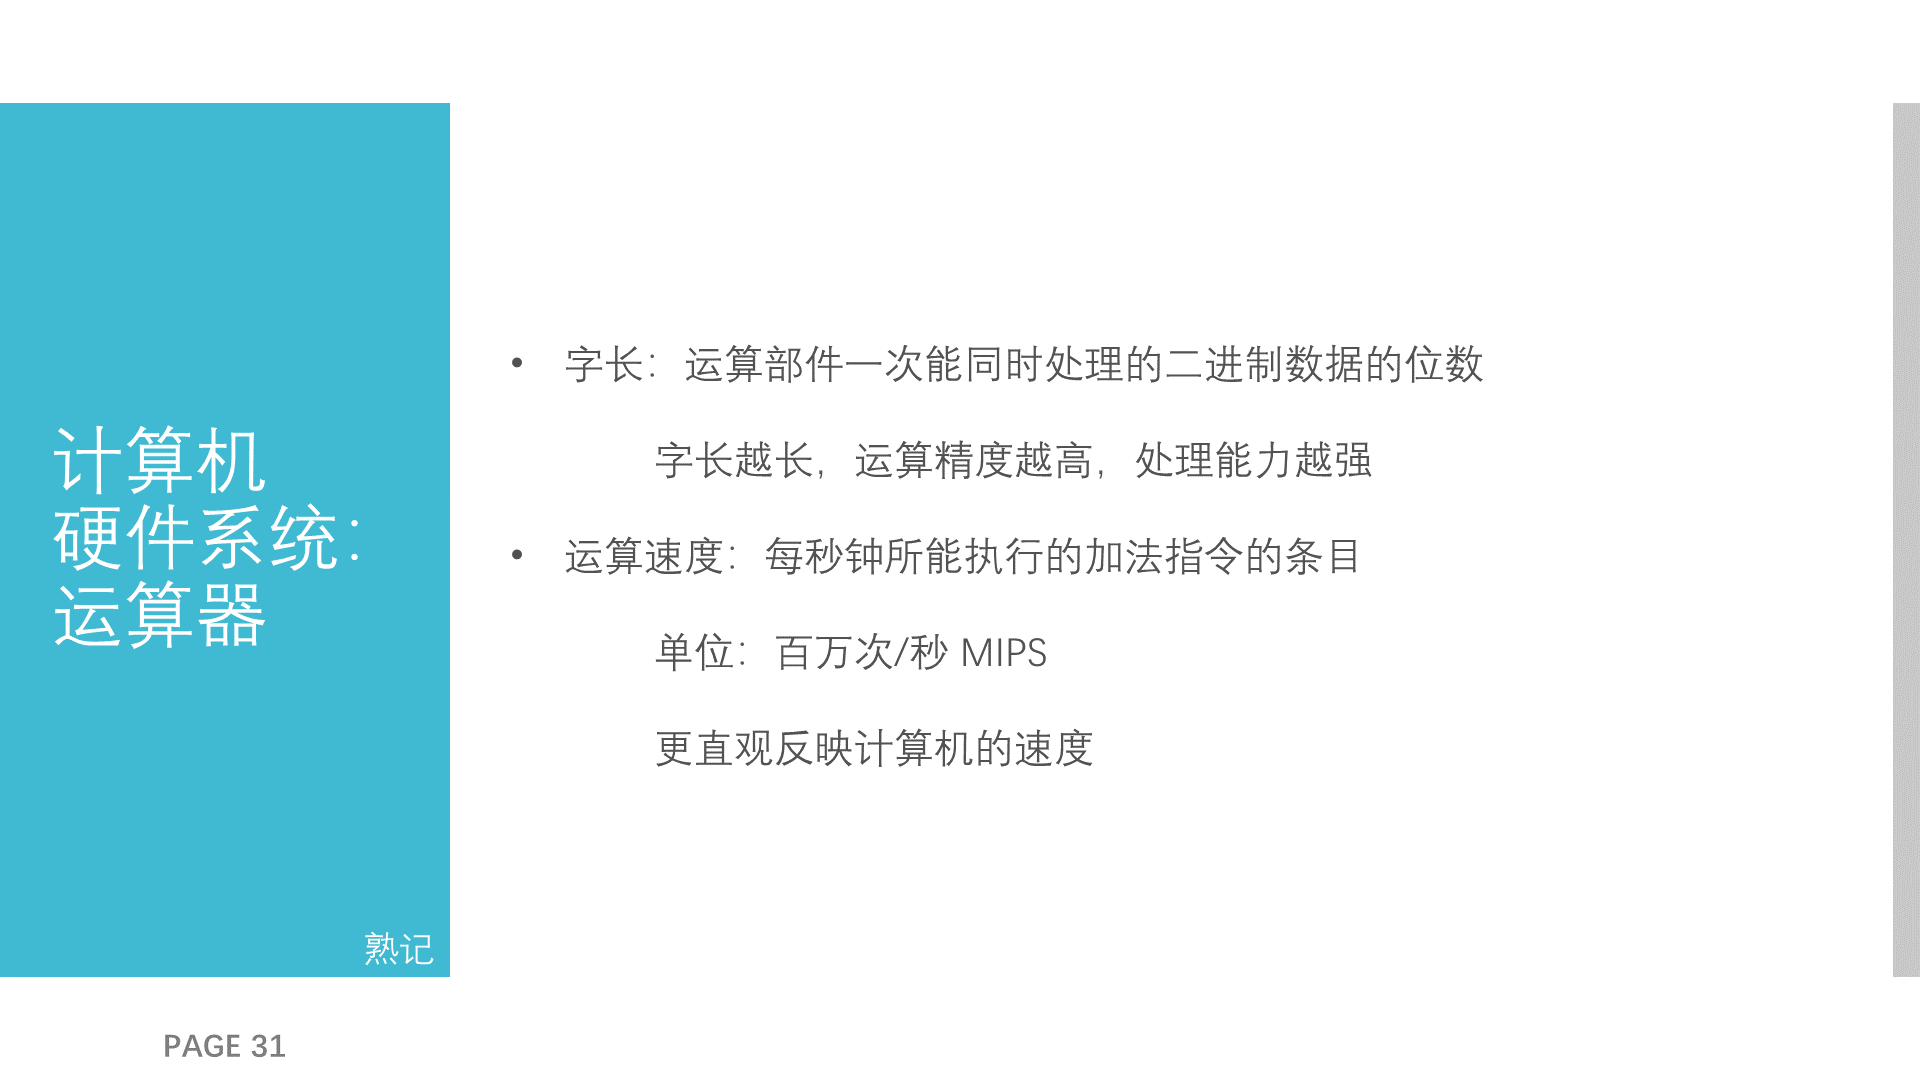 计算机
硬件系统：
运算器
熟记
• 字长：运算部件一次能同时处理的二进制数据的位数
字长越长，运算精度越高，处理能力越强
• 运算速度：每秒钟所能执行的加法指令的条目
单位：百万次/秒 MIPS
更直观反映计算机的速度
PAGE 31